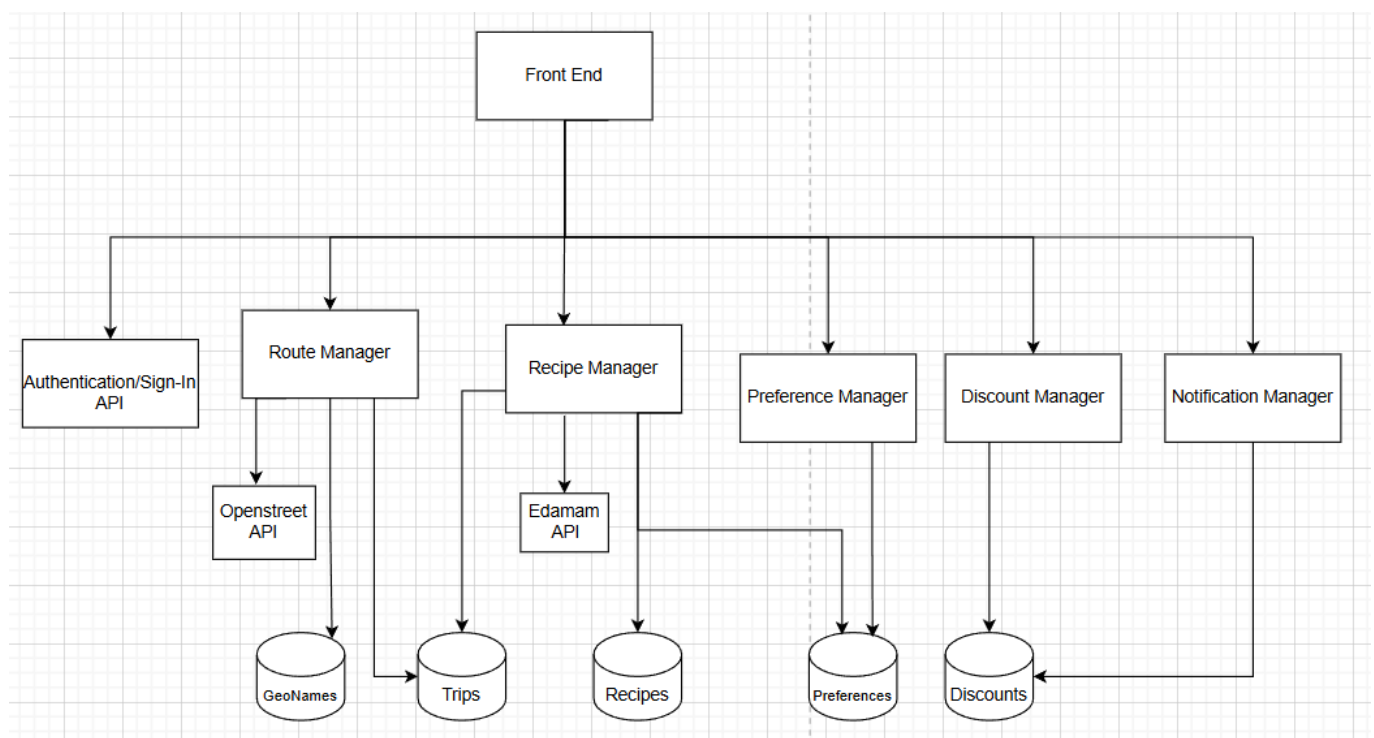 Front End
Route Manager
Recipe Manager
Authentication/Sign-In
API
Preference Manager
Discount Manager
Notification Manager
Openstreet
API
Edamam
API
GeoNames
Trips
Recipes
Preferences
Discounts